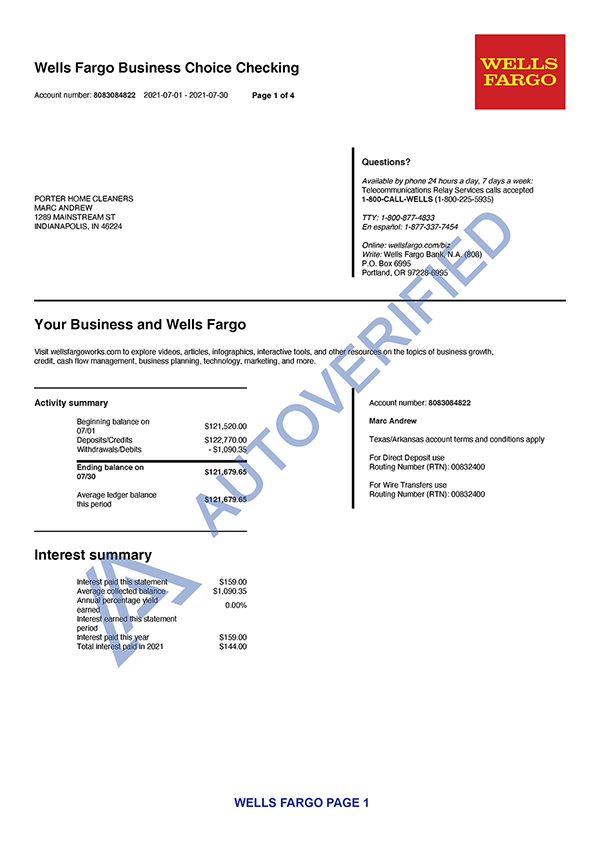 WELLS
FARGO
Wells Fargo Business Choice Checking
Account number: 8083084822 2021-07-01 - 2021-07-30 Page 1 of 4
Questions?
Available by phone 24 hours a day, 7 days a week:
Telecommunications Relay Services calls accepted
1-800-CALL-WELLS (1-800-225-5935)
TTY: 1-800-877-4833
En español: 1-877-337-7454
Online: wellsfargo.com/biz
Write: Wells Fargo Bank, N.A. (808)
P.O. Box 6995
Portland, OR 97228-6995
PORTER HOME CLEANERS
MARC ANDREW
1289 MAINSTREAM ST
INDIANAPOLIS, IN 46224
Your Business and Wells Fargo
Visit wellsfargoworks.com to explore videos, articles, infographics, interactive tools, and other resources on the topics of business growth,
credit, cash flow management, business planning, technology, marketing, and more.
Activity summary
Beginning balance on
07/01 $121,520.00
Deposits/Credits $122,770.00
Withdrawals/Debits - $1,090.35
Ending balance on
07/30 $121,679.65
Average ledger balance
this period $121,679.65
Account number: 8083084822
Marc Andrew
Texas/Arkansas account terms and conditions apply
For Direct Deposit use
Routing Number (RTN): 00832400
For Wire Transfers use
Routing Number (RTN): 00832400
Interest summary
Interest paid this statement $159.00
Average collected balance $1,090.35
Annual percentage yield
earned 0.00%
Interest earned this statement
period
Interest paid this year $159.00
Total interest paid in 2021 $144.00
AUTOVERIFIED
WELLS FARGO PAGE 1